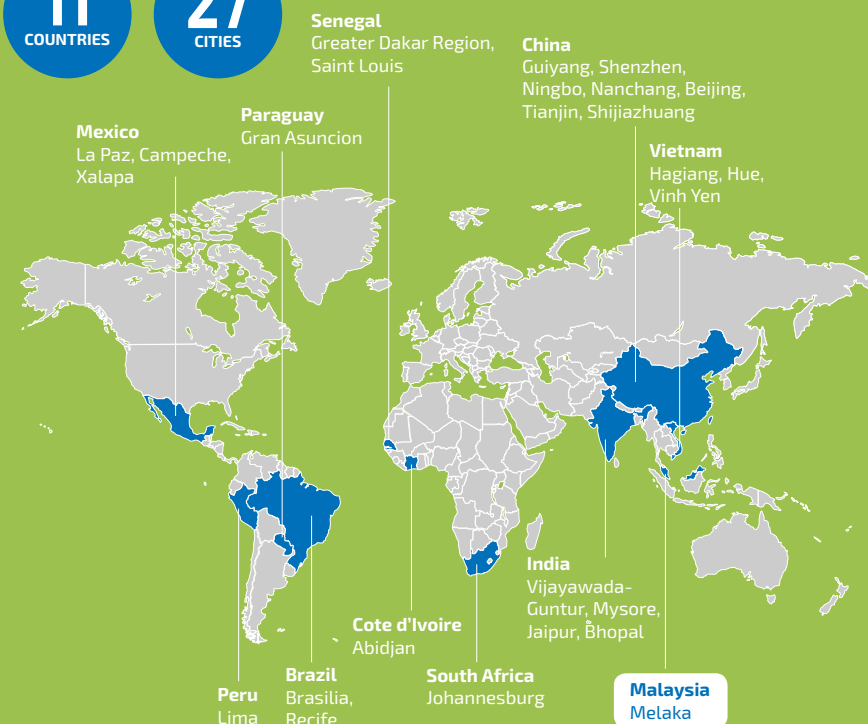 11
COUNTRIES
27
CITIES
Senegal
Greater Dakar Region,
Saint Louis
China
Guiyang, Shenzhen,
Ningbo, Nanchang, Beijing,
Tianjin, Shijiazhuang
Paraguay
Gran Asuncion
Mexico
La Paz, Campeche,
Xalapa
Vietnam
Hagiang, Hue,
Vinh Yen
India
Vijayawada-
Guntur, Mysore,
Jaipur, Bhopal
Cote d'Ivoire
Abidjan
South Africa
Johannesburg
Brazil
Brasilia,
Recife
Peru
Lima
Malaysia
Melaka